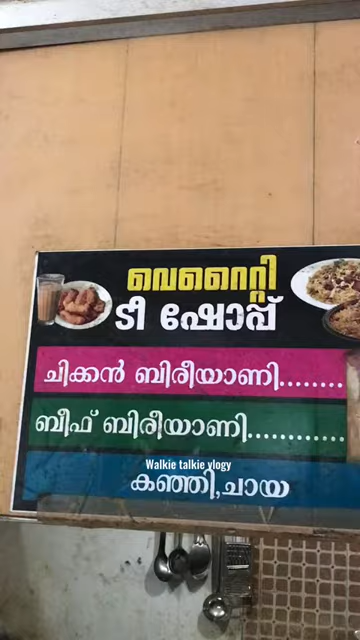 വെറൈറ്റി
ടീ ഷോപ്പ്
ചിക്കൻ ബിരീയാണി........
ബീഫ് ബിരീയാണി............
Walkie talkie vlogy
കഞ്ഞി,ചായ